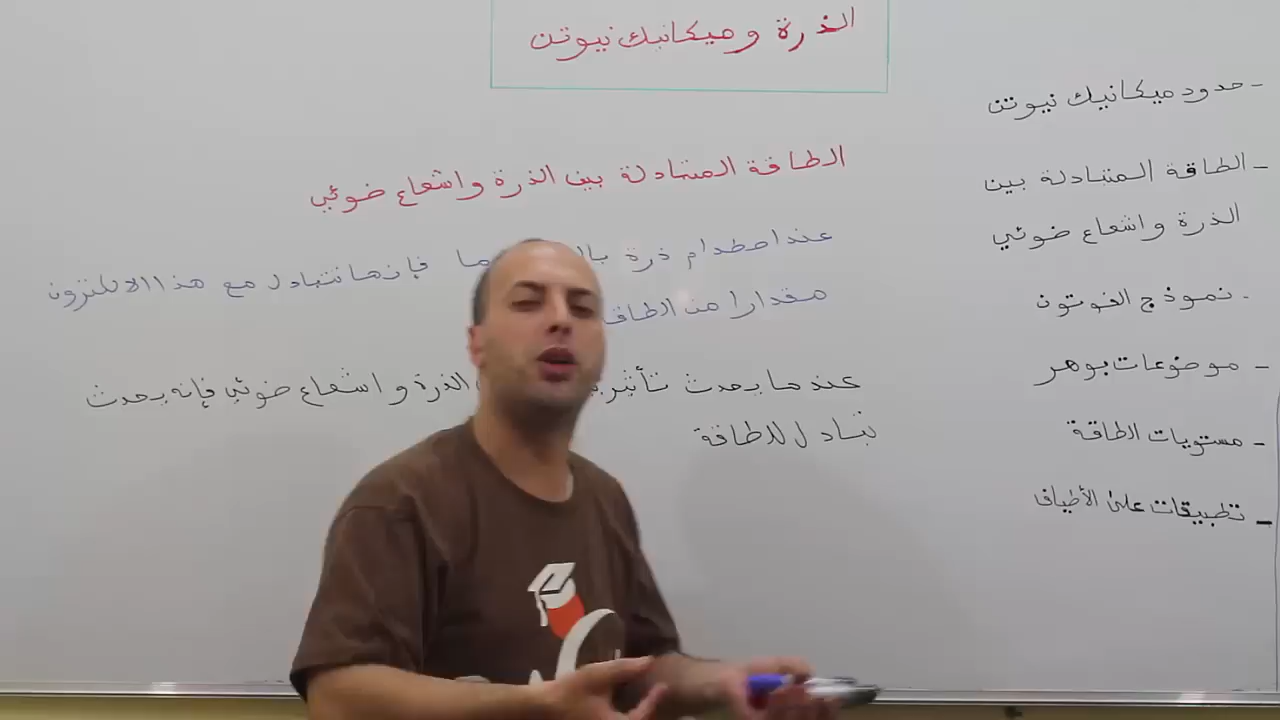 الذرة وميكانيك نيوتن
- حدود ميكانيك نيوتن
- الطاقة المتبادلة بين
الذرة واشعاع ضوئي
- نموذج الفوتون
- موضوعات بوهر
- مستويات الطاقة
- تطبيقات على الأطياف
الطاقة المتبادلة بين الذرة واشعاع ضوئي
عند اصطدام ذرة ما فإنها تتبادل مع هذا الالكترون
مقدارا من الطاقة
عندما يحدث تأثير الذرة و اشعاع ضوئي فإنه يحدث
تبادل للطاقة